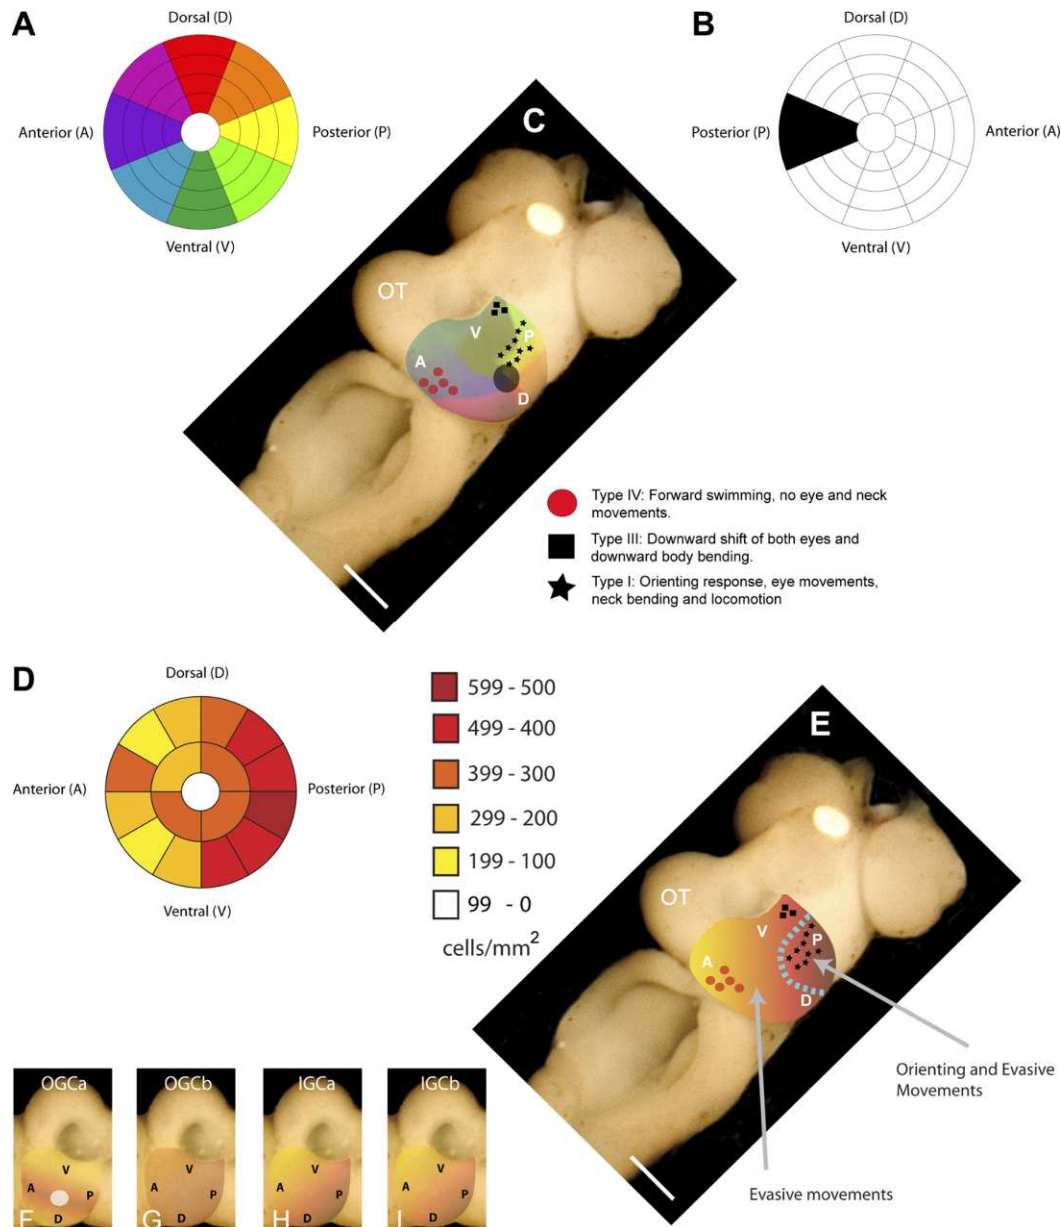 A
Dorsal (D)
Anterior (A)
Posterior (P)
Ventral (V)
B
Dorsal (D)
Posterior (P)
Anterior (A)
Ventral (V)
C
OT
V
P
A
D
Type IV: Forward swimming, no eye and neck
movements.
Type III: Downward shift of both eyes and
downward body bending.
Type I: Orienting response, eye movements,
neck bending and locomotion
D
Dorsal (D)
Anterior (A)
Posterior (P)
Ventral (V)
599 - 500
499 - 400
399 - 300
299 - 200
199 - 100
99 - 0
cells/mm²
E
OT
V
P
A
D
Orienting and Evasive
Movements
Evasive movements
OGCa
V
A
P
D
F
OGCb
V
A
P
D
G
IGCa
V
A
P
D
H
IGCb
V
A
P
D
I